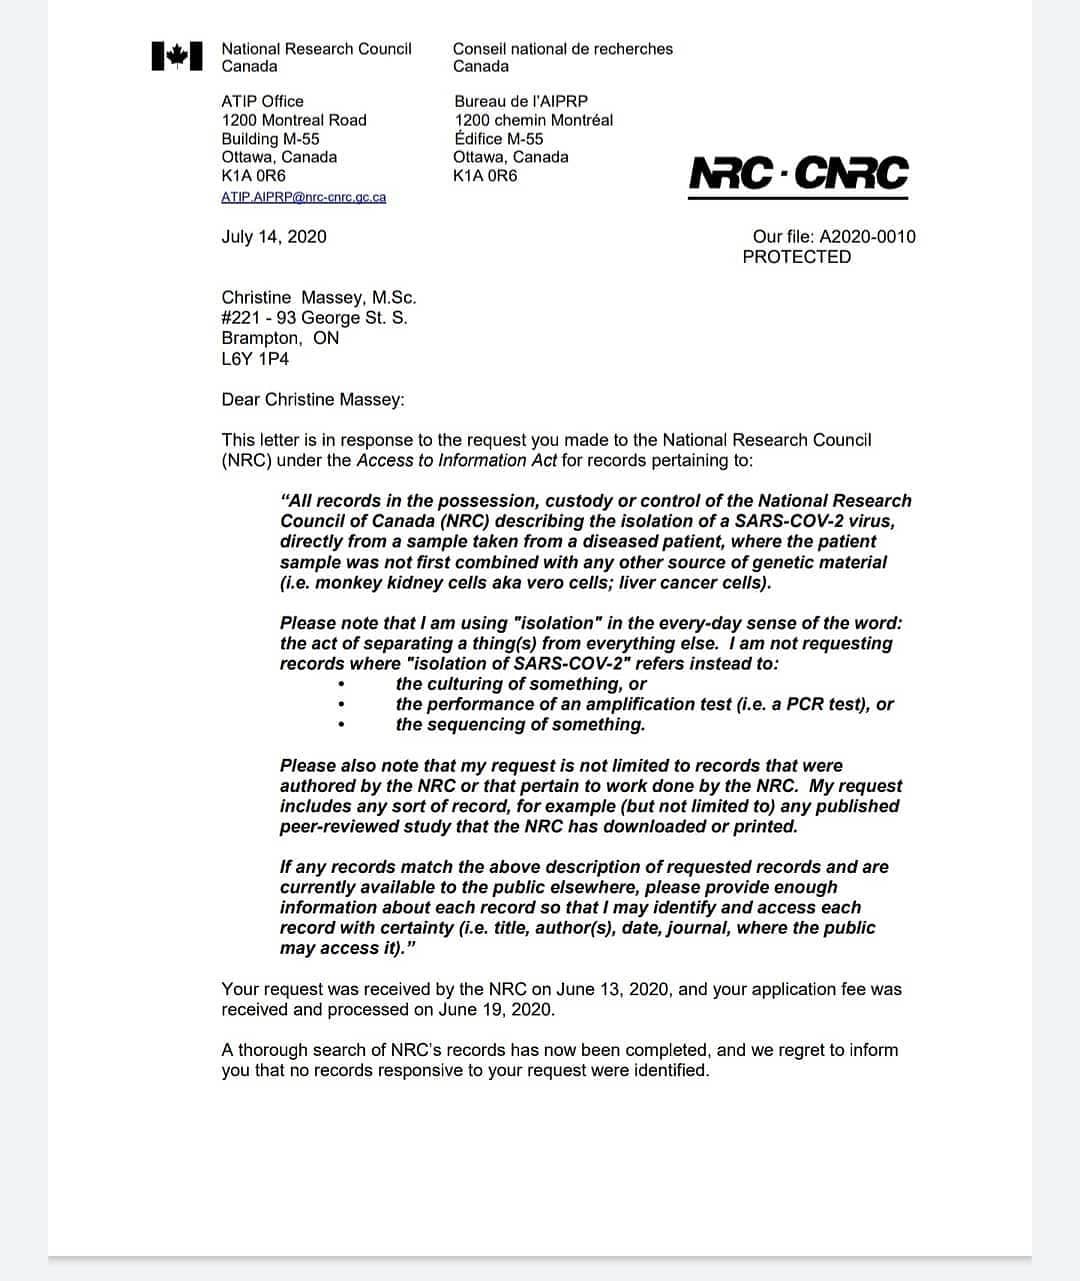 National Research Council
Canada
Conseil national de recherches
Canada
ATIP Office
1200 Montreal Road
Building M-55
Ottawa, Canada
K1A 0R6
ATIP.AIPRP@nrc-cnrc.gc.ca
Bureau de l'AIPRP
1200 chemin Montréal
Édifice M-55
Ottawa, Canada
K1A 0R6
NRC·CNRC
July 14, 2020
Our file: A2020-0010
PROTECTED
Christine Massey, M.Sc.
#221 - 93 George St. S.
Brampton, ON
L6Y 1P4
Dear Christine Massey:
This letter is in response to the request you made to the National Research Council
(NRC) under the Access to Information Act for records pertaining to:
“All records in the possession, custody or control of the National Research
Council of Canada (NRC) describing the isolation of a SARS-COV-2 virus,
directly from a sample taken from a diseased patient, where the patient
sample was not first combined with any other source of genetic material
(i.e. monkey kidney cells aka vero cells; liver cancer cells).
Please note that I am using "isolation" in the every-day sense of the word:
the act of separating a thing(s) from everything else. I am not requesting
records where "isolation of SARS-COV-2" refers instead to:
• the culturing of something, or
• the performance of an amplification test (i.e. a PCR test), or
• the sequencing of something.
Please also note that my request is not limited to records that were
authored by the NRC or that pertain to work done by the NRC. My request
includes any sort of record, for example (but not limited to) any published
peer-reviewed study that the NRC has downloaded or printed.
If any records match the above description of requested records and are
currently available to the public elsewhere, please provide enough
information about each record so that I may identify and access each
record with certainty (i.e. title, author(s), date, journal, where the public
may access it).”
Your request was received by the NRC on June 13, 2020, and your application fee was
received and processed on June 19, 2020.
A thorough search of NRC's records has now been completed, and we regret to inform
you that no records responsive to your request were identified.